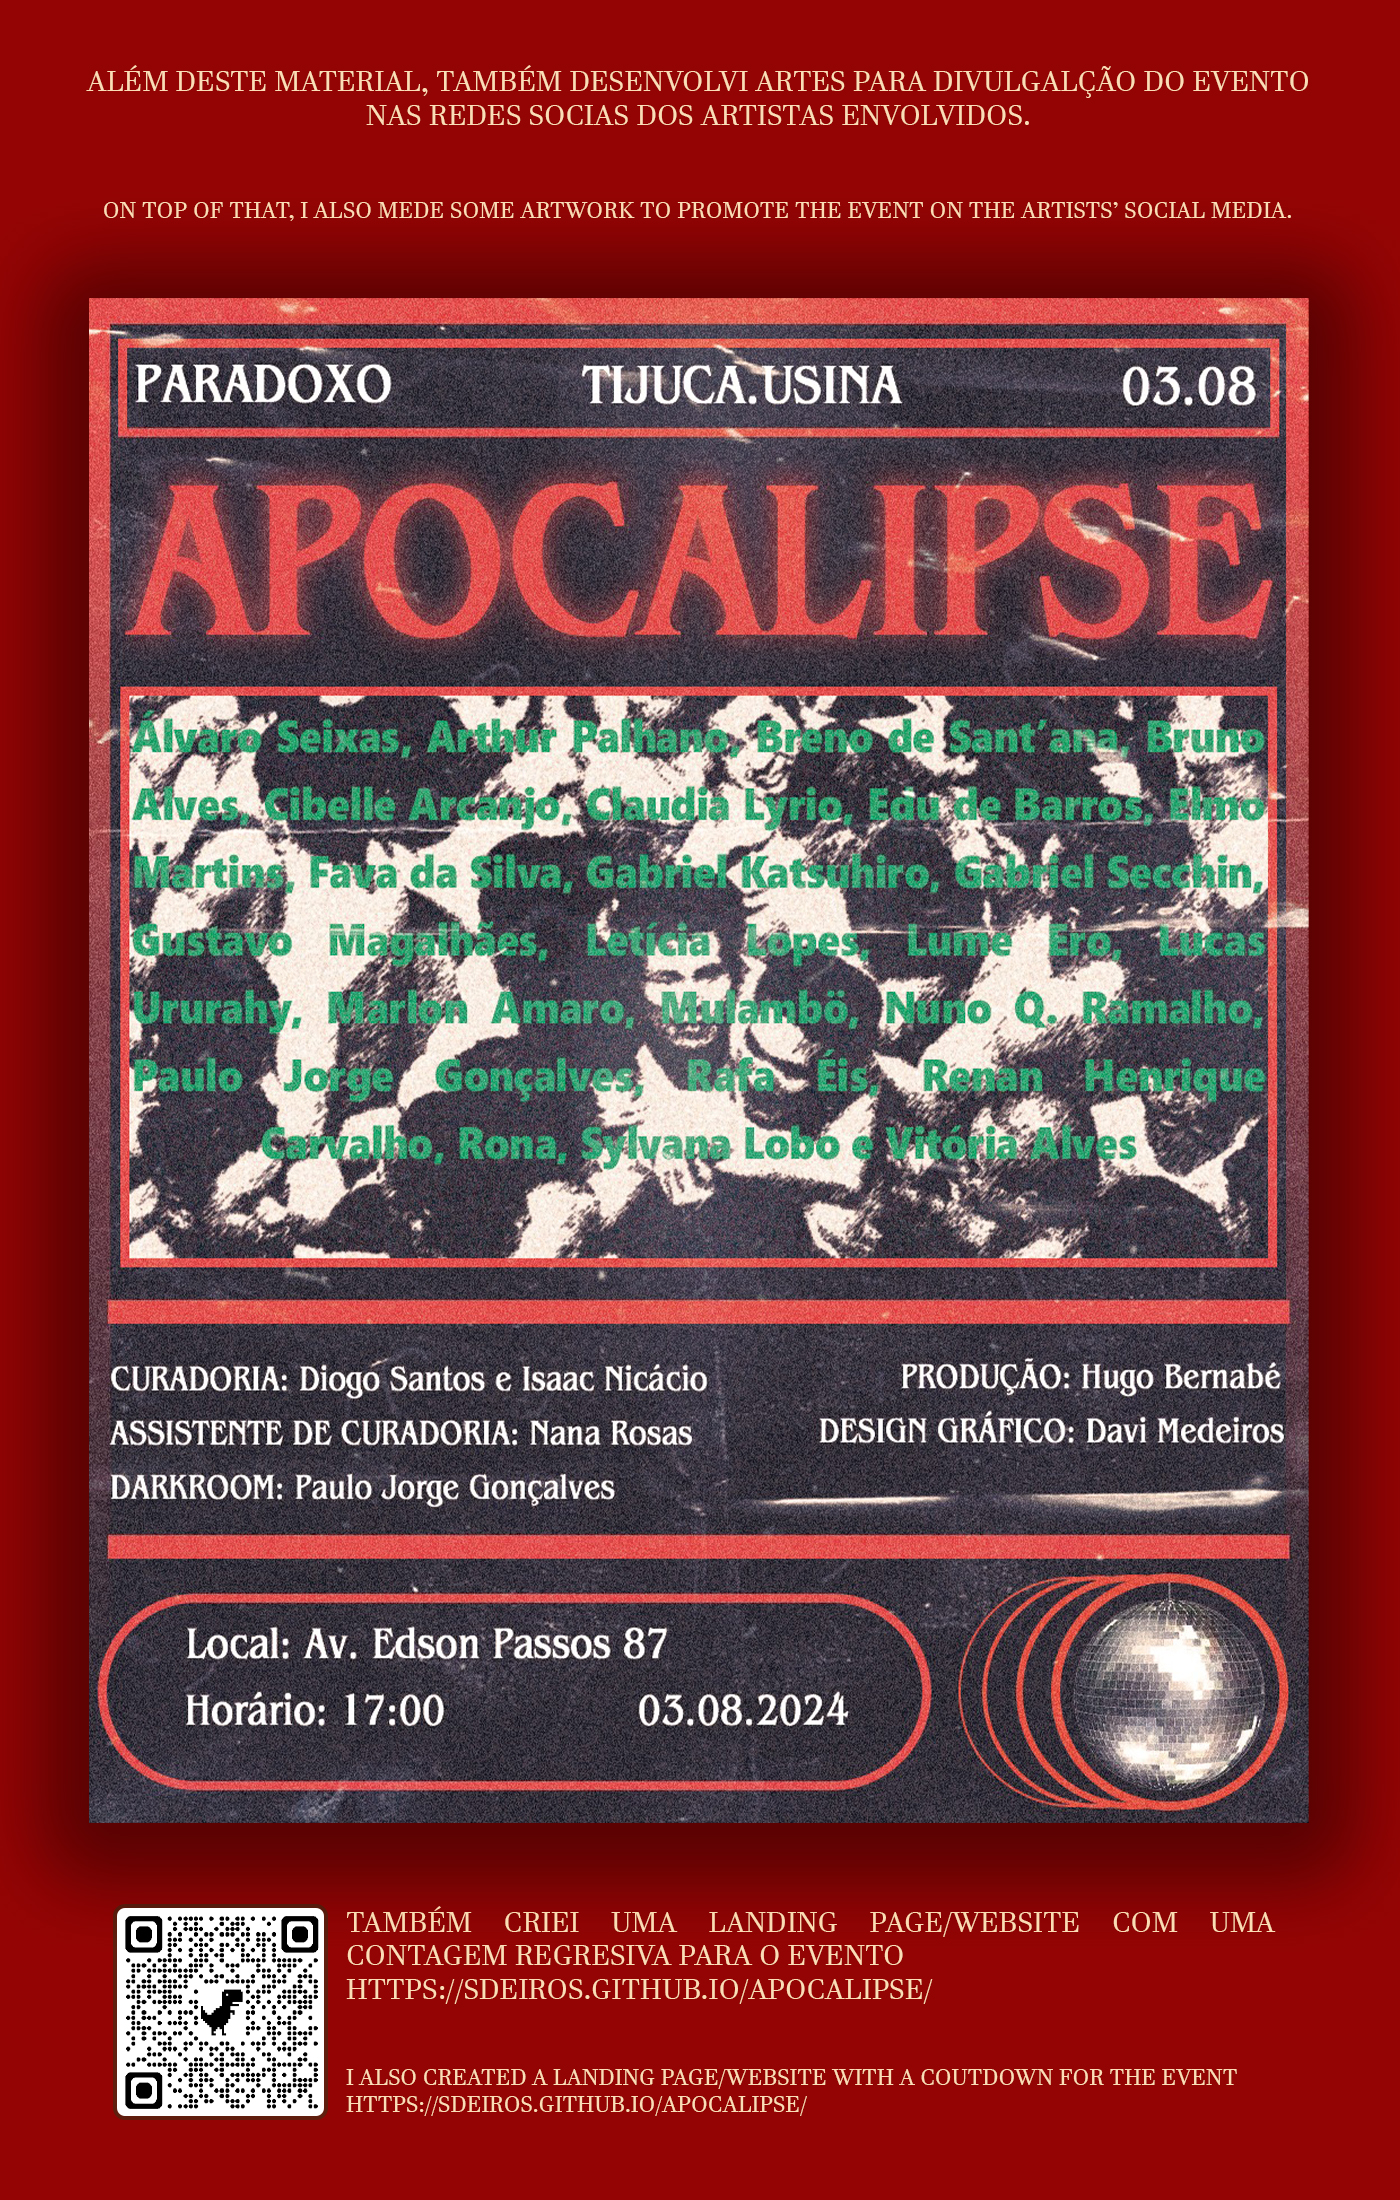 ALÉM DESTE MATERIAL, TAMBÉM DESENVOLVI ARTES PARA DIVULGALÇÃO DO EVENTO
NAS REDES SOCIAS DOS ARTISTAS ENVOLVIDOS.
ON TOP OF THAT, I ALSO MEDE SOME ARTWORK TO PROMOTE THE EVENT ON THE ARTISTS’ SOCIAL MEDIA.
PARADOXO TIJUCA.USINA 03.08
APOCALIPSE
Álvaro Seixas, Arthur Palhano, Breno de Sant´ana, Bruno
Alves, Cibelle Arcanjo, Claudia Lyrio, Edu de Barros, Elmo
Martins, Fava da Silva, Gabriel Katsuhiro, Gabriel Secchin,
Gustavo Magalhães, Letícia Lopes, Lume Ero, Lucas
Ururahy, Marlon Amaro, Mulambö, Nuno Q. Ramalho,
Paulo Jorge Gonçalves, Rafa Éis, Renan Henrique
Carvalho, Rona, Sylvana Lobo e Vitória Alves
CURADORIA: Diogo Santos e Isaac Nicácio
ASSISTENTE DE CURADORIA: Nana Rosas
DARKROOM: Paulo Jorge Gonçalves
PRODUÇÃO: Hugo Bernabé
DESIGN GRÁFICO: Davi Medeiros
Local: Av. Edson Passos 87
Horário: 17:00 03.08.2024
TAMBÉM CRIEI UMA LANDING PAGE/WEBSITE COM UMA
CONTAGEM REGRESIVA PARA O EVENTO
HTTPS://SDEIROS.GITHUB.IO/APOCALIPSE/
I ALSO CREATED A LANDING PAGE/WEBSITE WITH A COUTDOWN FOR THE EVENT
HTTPS://SDEIROS.GITHUB.IO/APOCALIPSE/